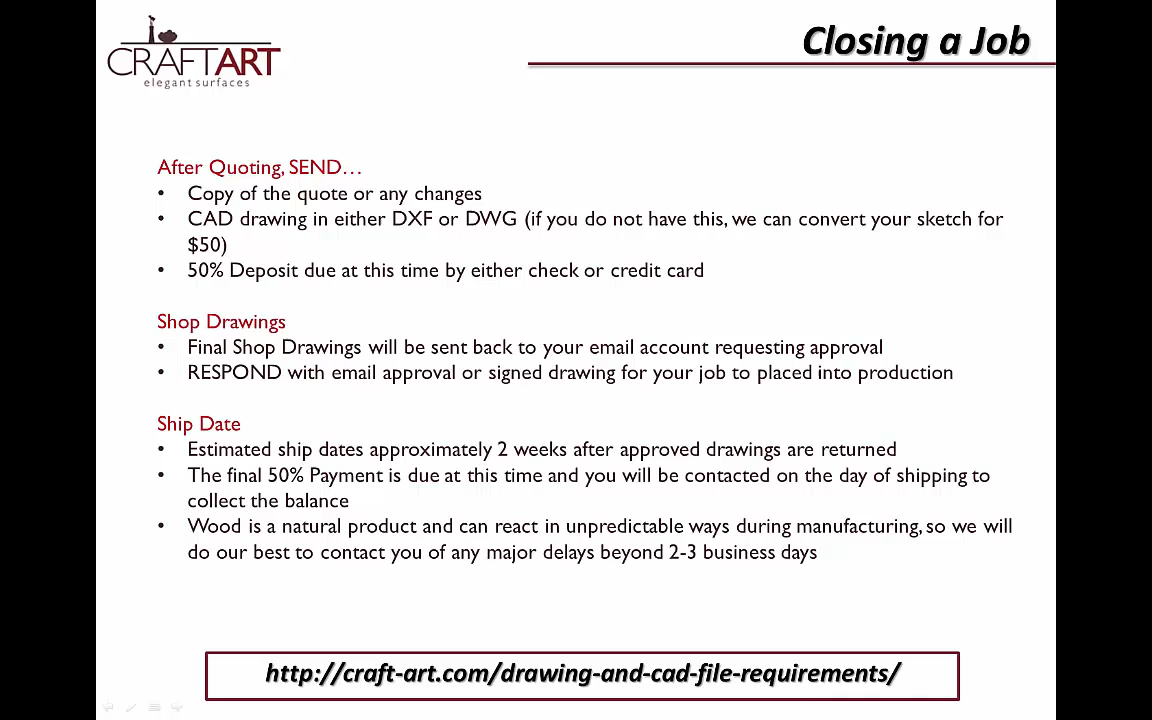 CRAFTART
elegant surfaces
Closing a Job
After Quoting, SEND…
• Copy of the quote or any changes
• CAD drawing in either DXF or DWG (if you do not have this, we can convert your sketch for
$50)
• 50% Deposit due at this time by either check or credit card
Shop Drawings
• Final Shop Drawings will be sent back to your email account requesting approval
• RESPOND with email approval or signed drawing for your job to placed into production
Ship Date
• Estimated ship dates approximately 2 weeks after approved drawings are returned
• The final 50% Payment is due at this time and you will be contacted on the day of shipping to
collect the balance
• Wood is a natural product and can react in unpredictable ways during manufacturing, so we will
do our best to contact you of any major delays beyond 2-3 business days
http://craft-art.com/drawing-and-cad-file-requirements/